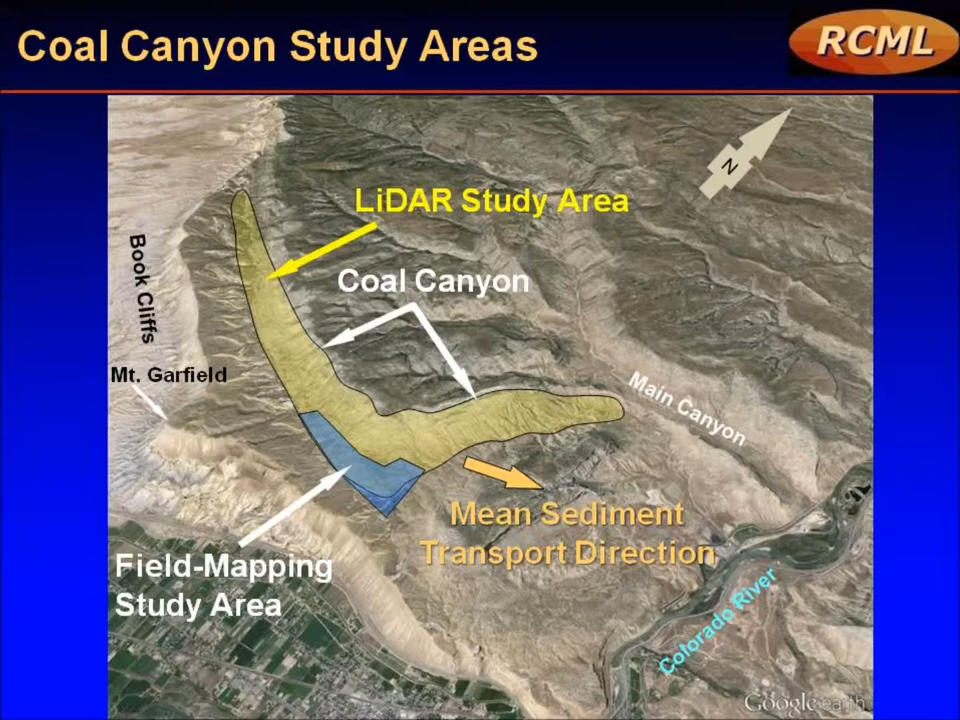 Coal Canyon Study Areas
RCML
N
LiDAR Study Area
Coal Canyon
Book Cliffs
Mt. Garfield
Main Canyon
Mean Sediment
Transport Direction
Field-Mapping
Study Area
Colorado River
Google earth